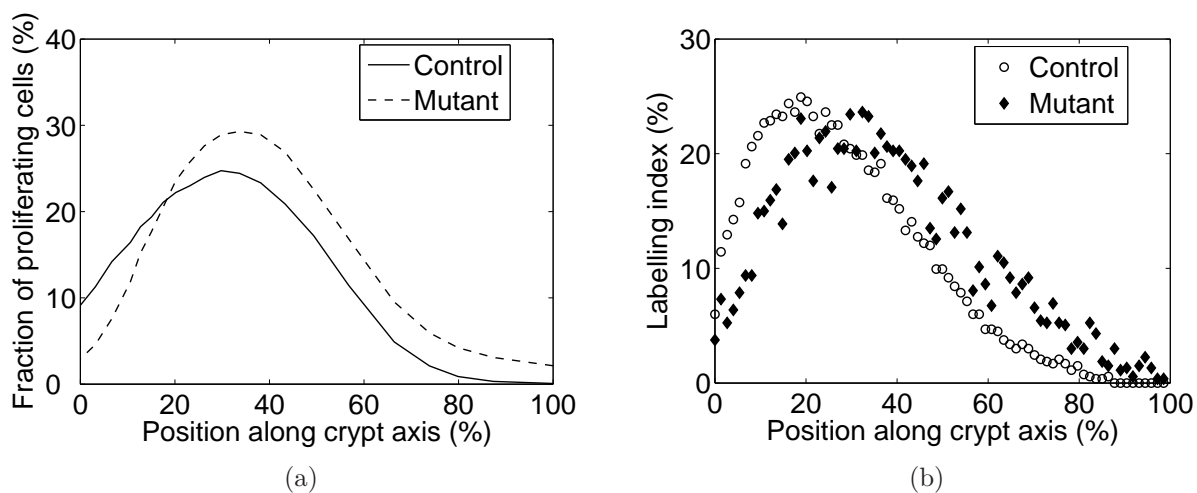 Fraction of proliferating cells (%)
40
30
20
10
0
Control
Mutant
0 20 40 60 80 100
Position along crypt axis (%)
(a)
Labelling index (%)
30
20
10
0
Control
Mutant
0 20 40 60 80 100
Position along crypt axis (%)
(b)